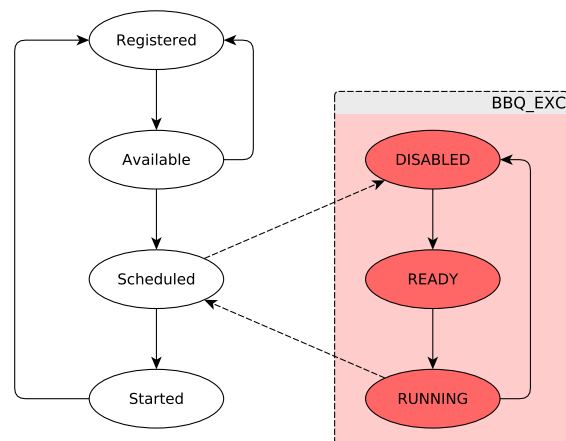 Registered
BBQ_EXC
Available
DISABLED
Scheduled
READY
Started
RUNNING